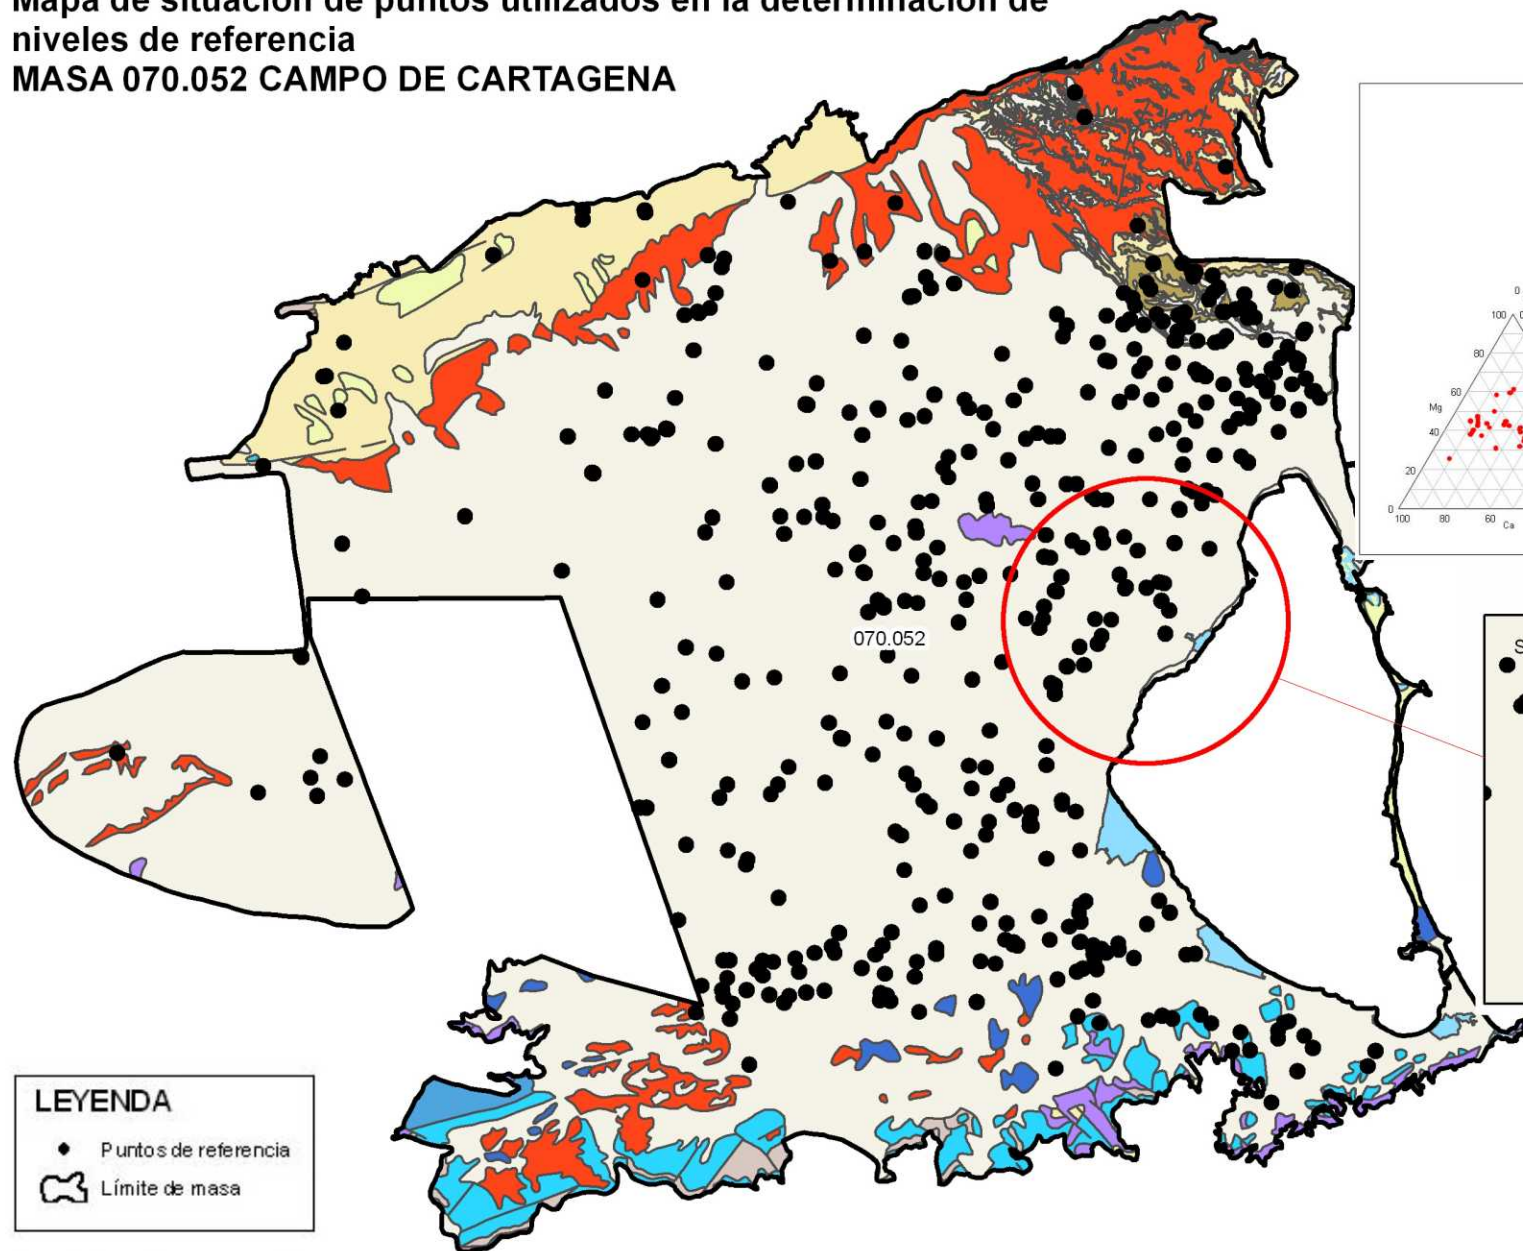 Mapa de situación de puntos utilizados en la determinación de
niveles de referencia
MASA 070.052 CAMPO DE CARTAGENA
0
100
80
60
Mg
40
20
0
100 80 60
Ca
S
070.052
LEYENDA
Puntos de referencia
Límite de masa